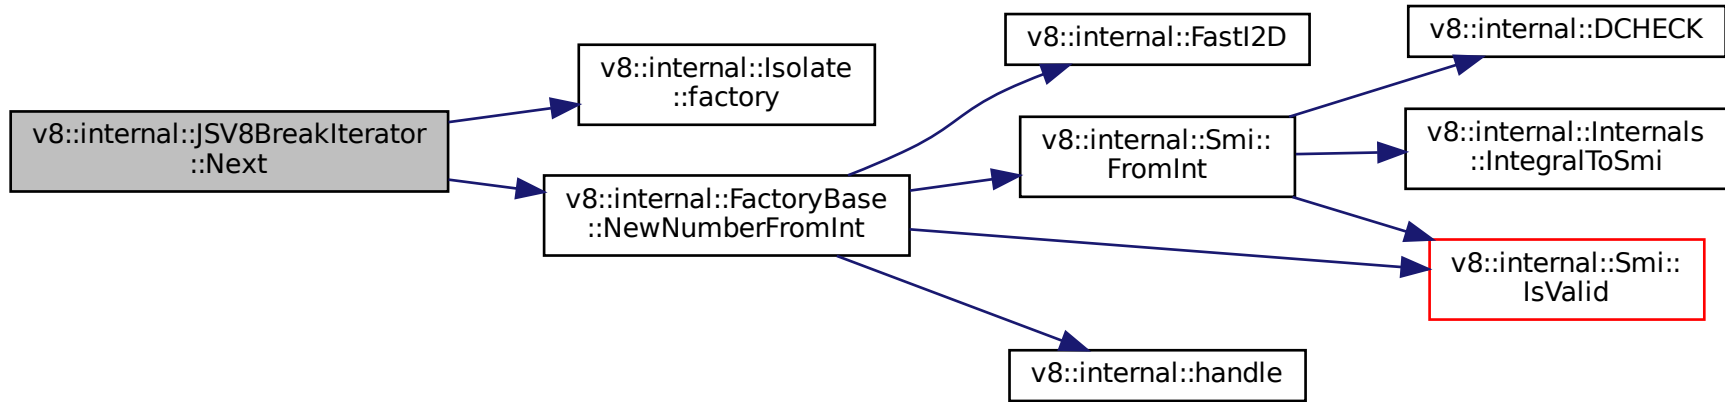 v8::internal::JSV8BreakIterator
::Next
v8::internal::Isolate
::factory
v8::internal::FactoryBase
::NewNumberFromInt
v8::internal::FastI2D
v8::internal::Smi::
FromInt
v8::internal::handle
v8::internal::DCHECK
v8::internal::Internals
::IntegralToSmi
v8::internal::Smi::
IsValid